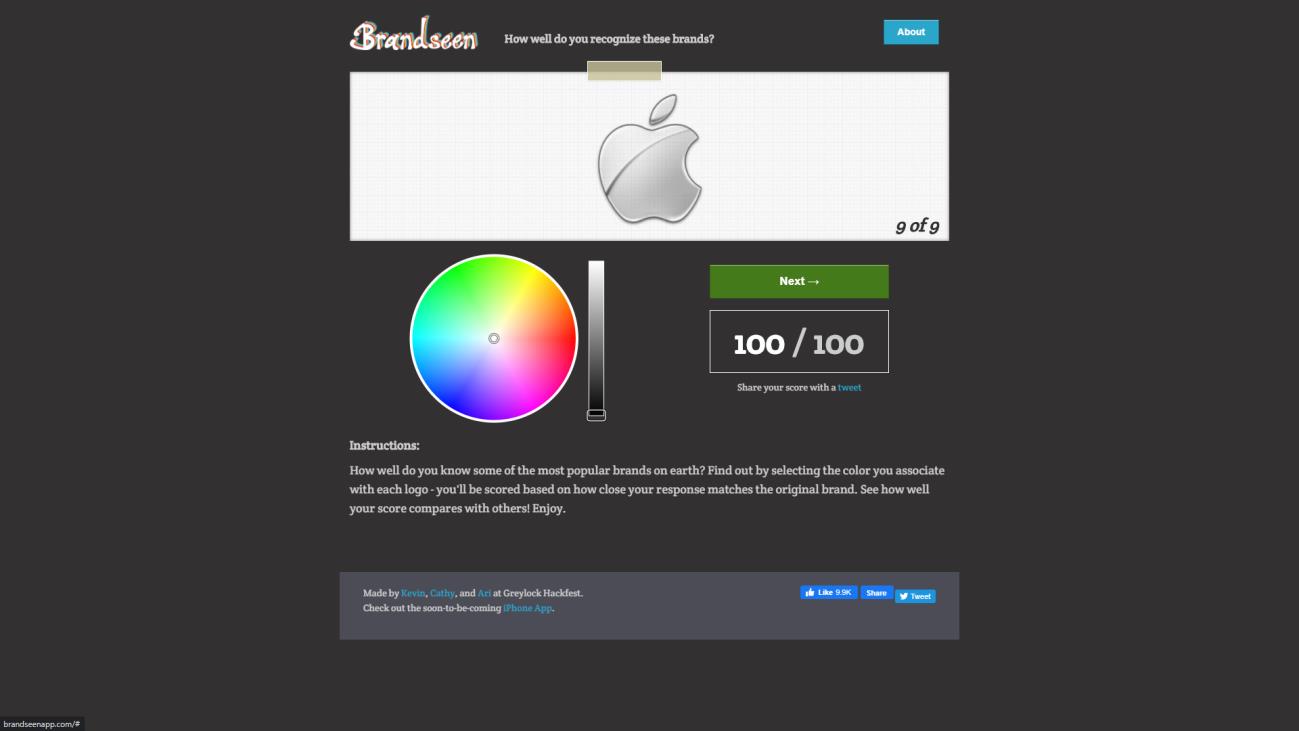 Brandseen
How well do you recognize these brands?
About
9 of 9
Next →
100 / 100
Share your score with a tweet
Instructions:
How well do you know some of the most popular brands on earth? Find out by selecting the color you associate
with each logo - you'll be scored based on how close your response matches the original brand. See how well
your score compares with others! Enjoy.
Made by Kevin, Cathy, and Ari at Greylock Hackfest.
Check out the soon-to-be-coming iPhone App.
Like 9.9K
Share
Tweet
brandseenapp.com/#